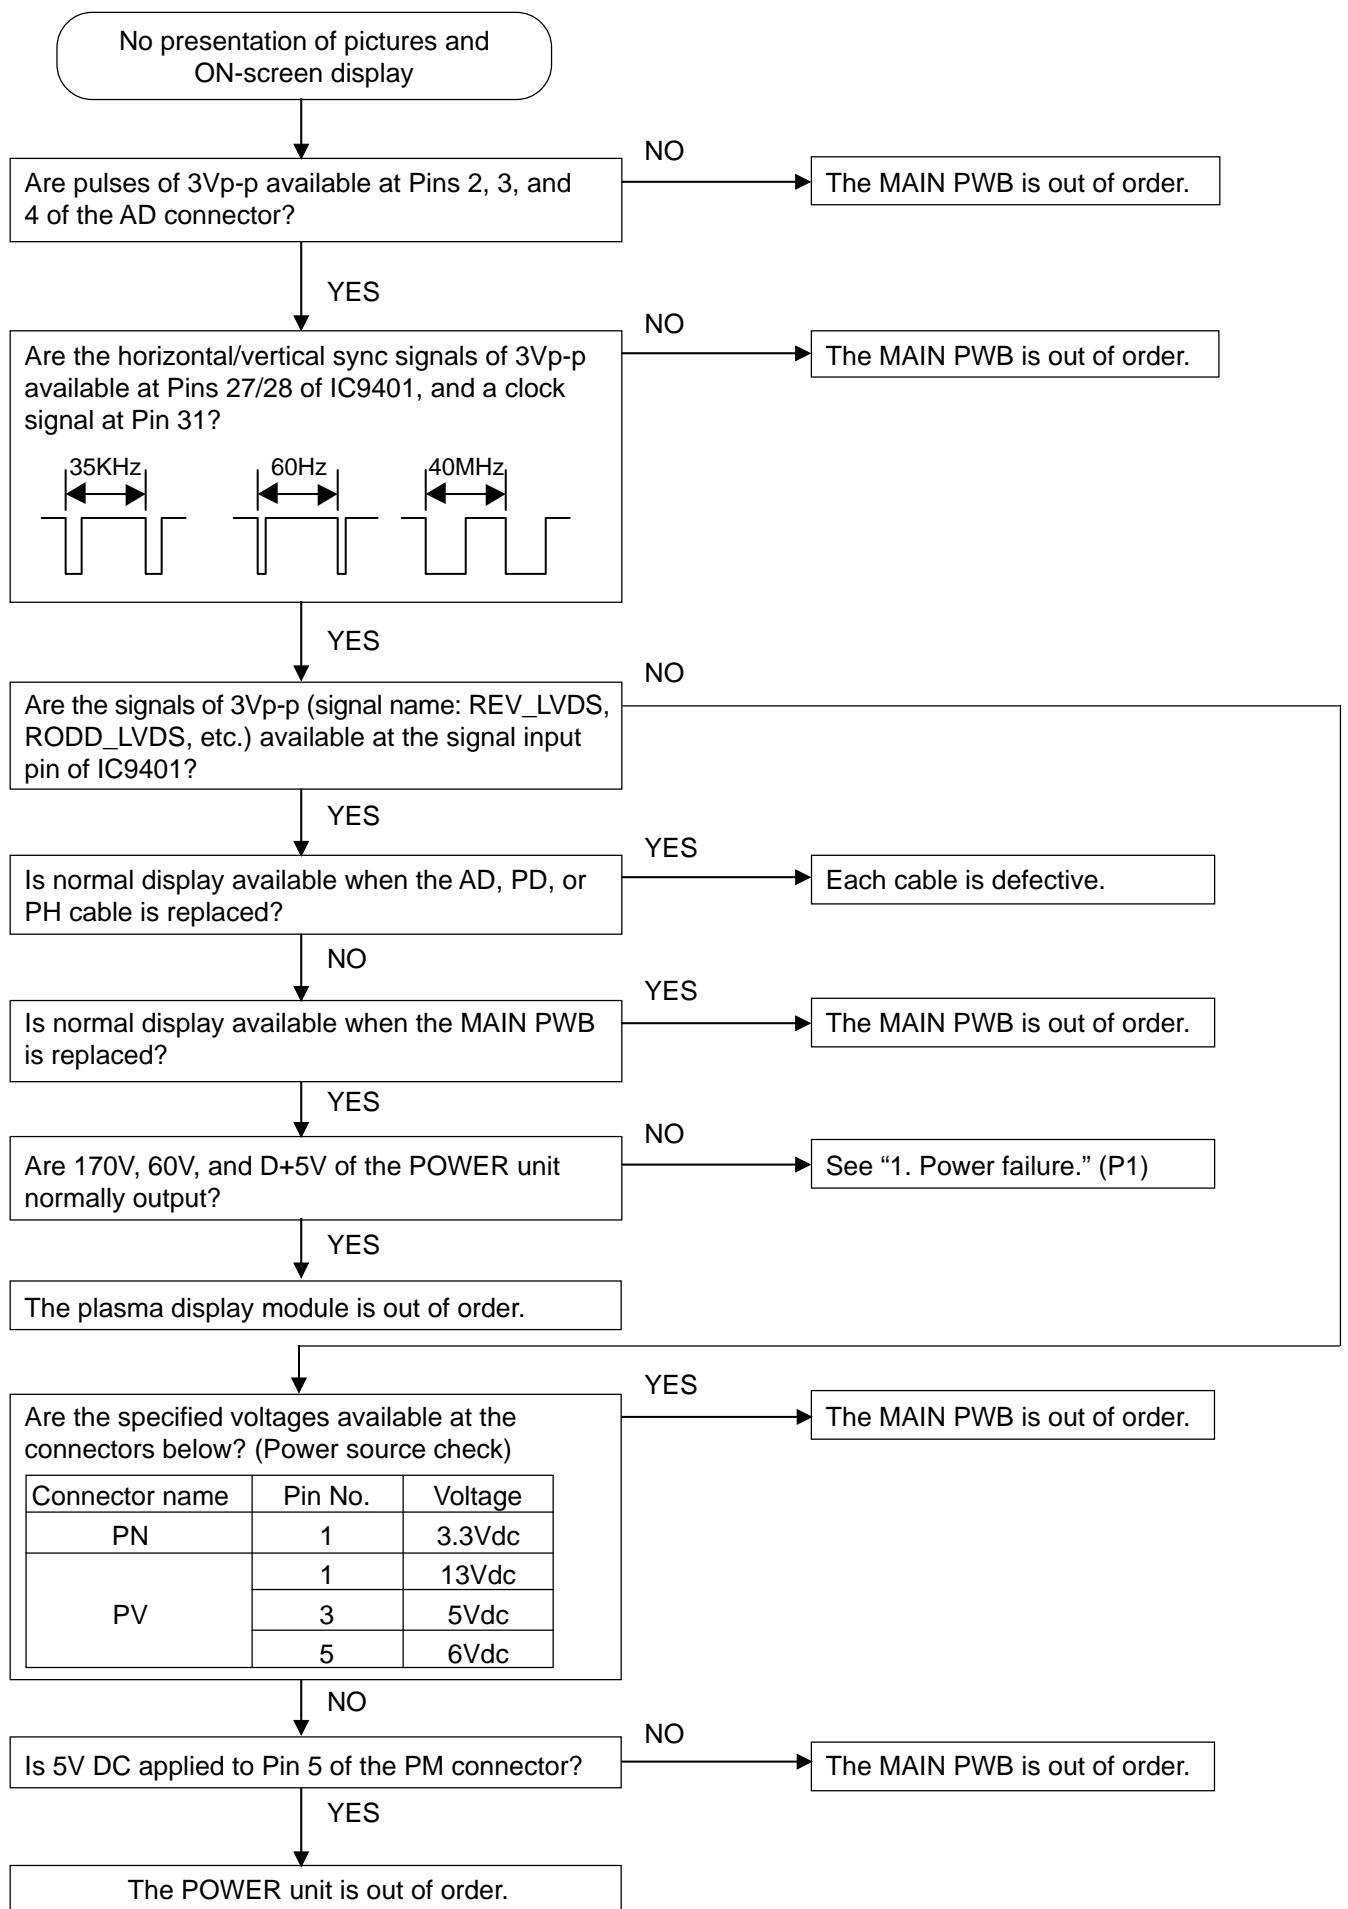 No presentation of pictures and
ON-screen display
NO
Are pulses of 3Vp-p available at Pins 2, 3, and
4 of the AD connector?
The MAIN PWB is out of order.
YES
NO
Are the horizontal/vertical sync signals of 3Vp-p
available at Pins 27/28 of IC9401, and a clock
signal at Pin 31?
The MAIN PWB is out of order.
35KHz 60Hz 40MHz
YES
NO
Are the signals of 3Vp-p (signal name: REV_LVDS,
RODD_LVDS, etc.) available at the signal input
pin of IC9401?
YES
YES
Is normal display available when the AD, PD, or
PH cable is replaced?
Each cable is defective.
NO
YES
Is normal display available when the MAIN PWB
is replaced?
The MAIN PWB is out of order.
YES
NO
Are 170V, 60V, and D+5V of the POWER unit
normally output?
See “1. Power failure.” (P1)
YES
The plasma display module is out of order.
YES
Are the specified voltages available at the
connectors below? (Power source check)
The MAIN PWB is out of order.
Connector name Pin No. Voltage
PN 1 3.3Vdc
1 13Vdc
PV 3 5Vdc
5 6Vdc
NO
NO
Is 5V DC applied to Pin 5 of the PM connector?
The MAIN PWB is out of order.
YES
The POWER unit is out of order.